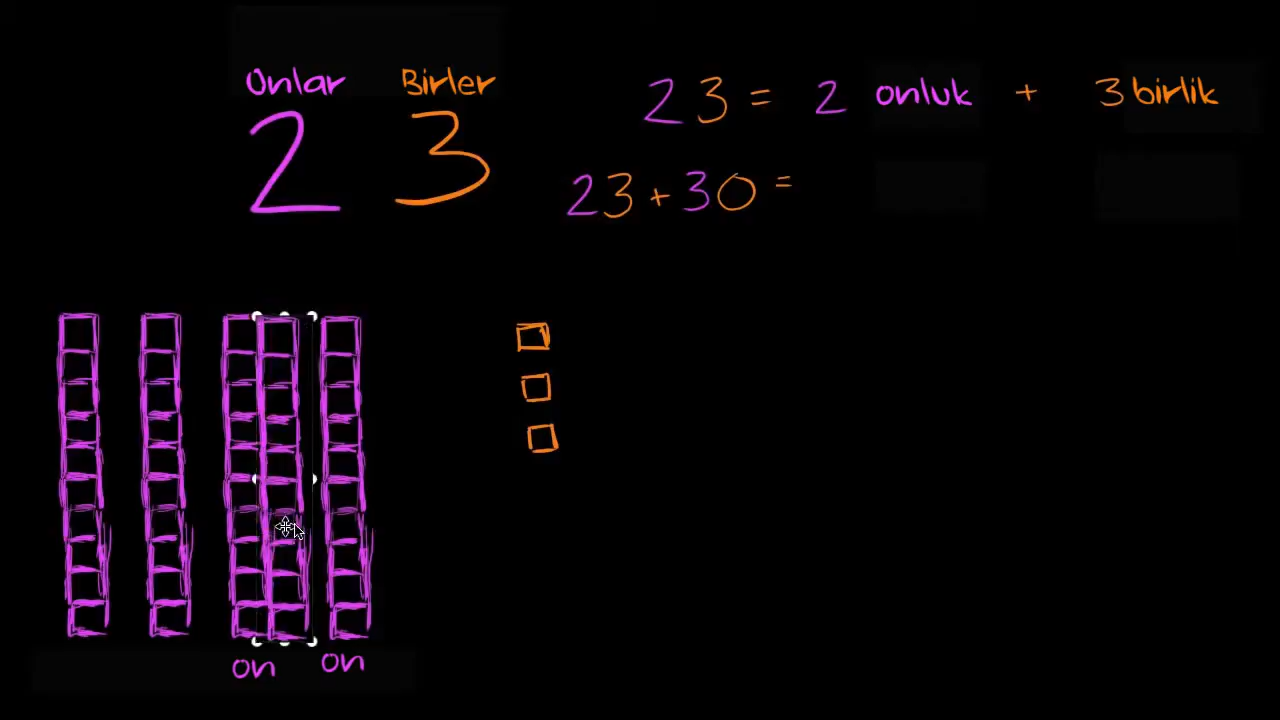 Onlar Birler
2 3
23 = 2 onluk + 3 birlik
23 + 30 =
on on